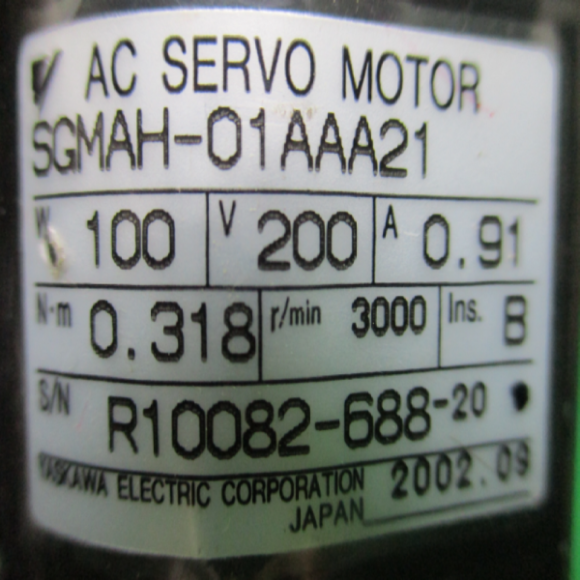 AC SERVO MOTOR
SGMAH-01AAA21
W 100 V 200 A 0.91
N·m 0.318 r/min 3000 Ins. B
S/N R10082-688-20
YASKAWA ELECTRIC CORPORATION 2002.09
JAPAN